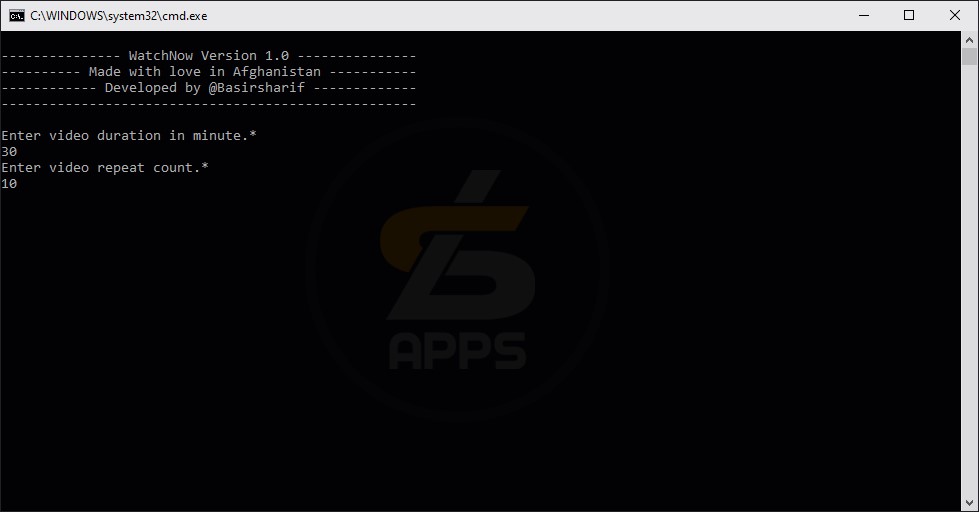 C:\WINDOWS\system32\cmd.exe
--------------- WatchNow Version 1.0 ---------------
---------- Made with love in Afghanistan -----------
------------ Developed by @Basirsharif -------------
----------------------------------------------------
Enter video duration in minute.*
30
Enter video repeat count.*
10
APPS